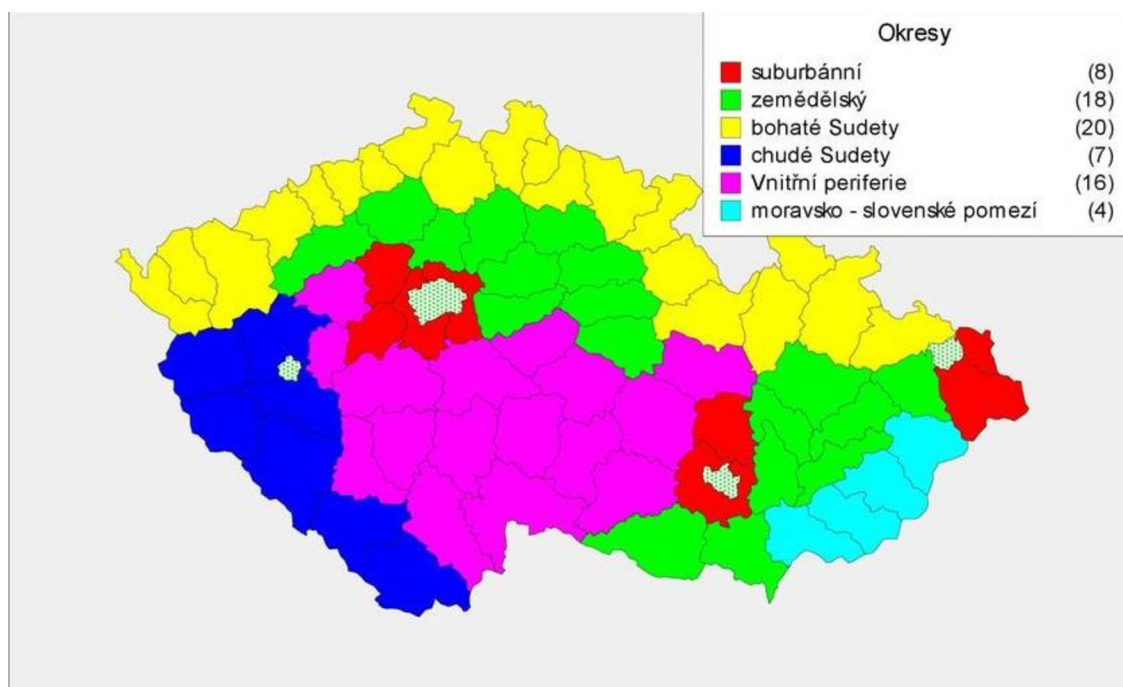 Okresy
suburbánní (8)
zemědělský (18)
bohaté Sudety (20)
chudé Sudety (7)
Vnitřní periferie (16)
moravsko - slovenské pomezí (4)